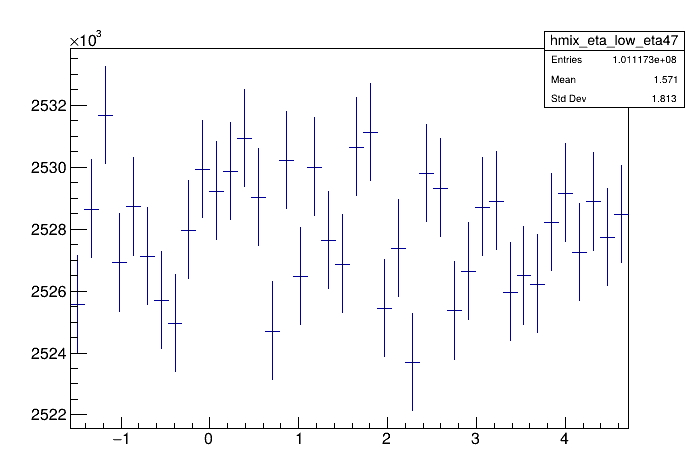 ×10³
hmix_eta_low_eta47
Entries 1.011173e+08
Mean 1.571
Std Dev 1.813
2532
2530
2528
2526
2524
2522
−1 0 1 2 3 4